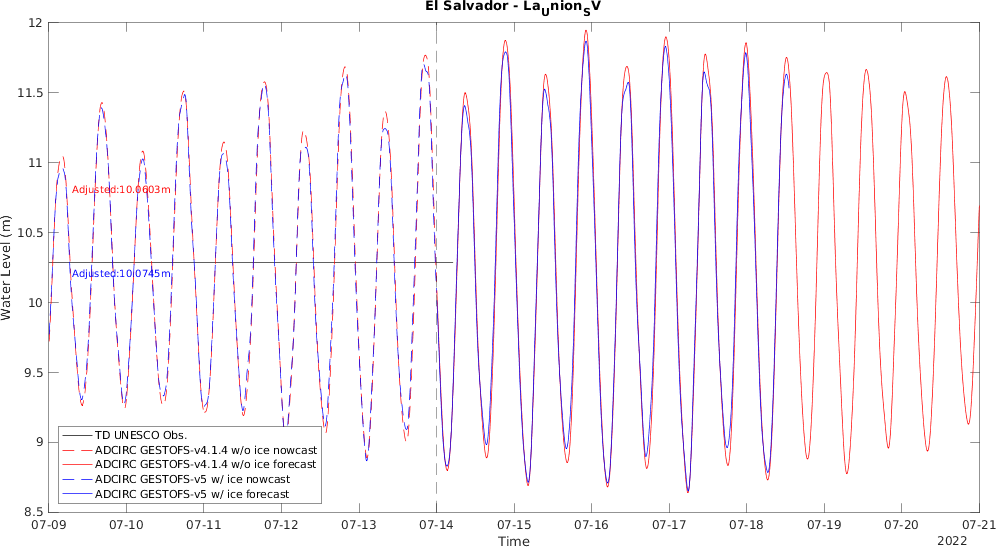 El Salvador - LaUnionSV
12
11.5
11
10.5
10
9.5
9
8.5
Water Level (m)
Adjusted:10.0603m
Adjusted:10.0745m
TD UNESCO Obs.
ADCIRC GESTOFS-v4.1.4 w/o ice nowcast
ADCIRC GESTOFS-v4.1.4 w/o ice forecast
ADCIRC GESTOFS-v5 w/ ice nowcast
ADCIRC GESTOFS-v5 w/ ice forecast
07-09 07-10 07-11 07-12 07-13 07-14 07-15 07-16 07-17 07-18 07-19 07-20 07-21
Time
2022